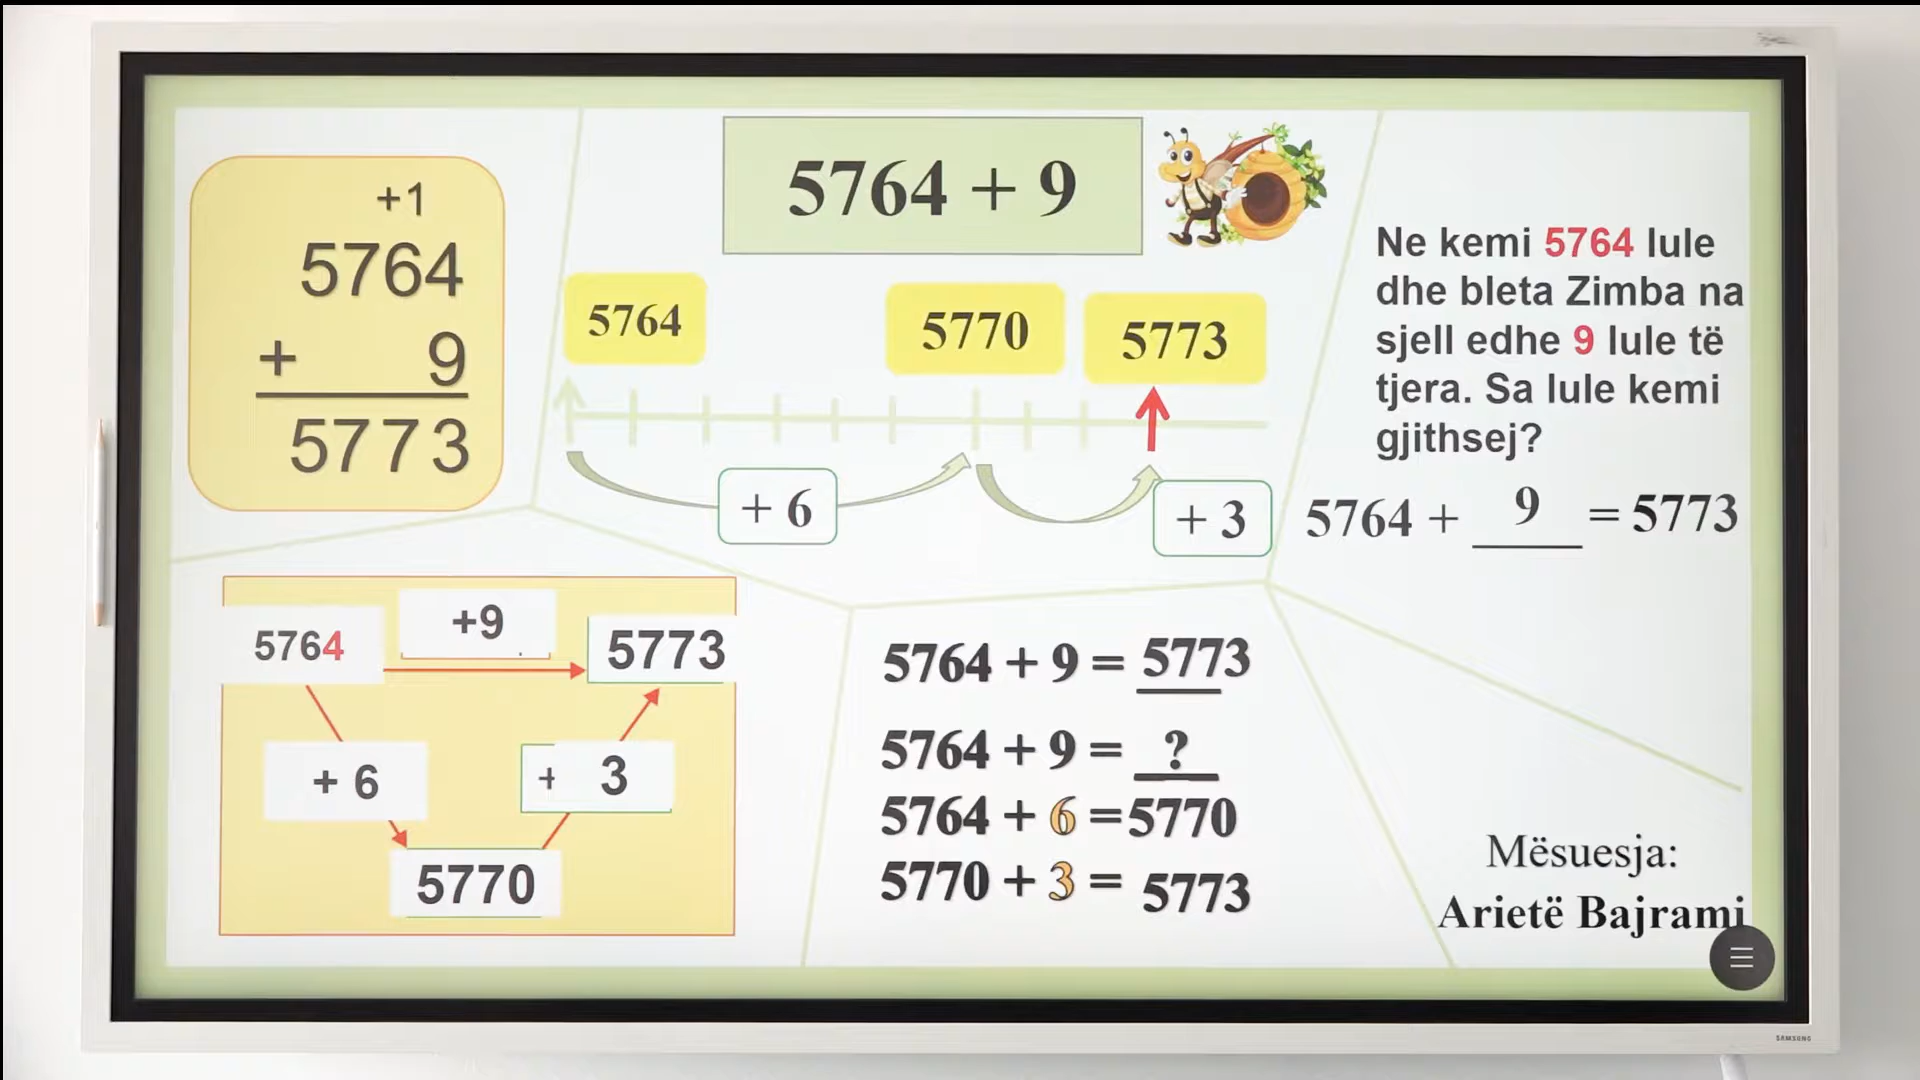 +1
5764
+ 9
5773
5764 + 9
5764
5770
5773
+ 6
+ 3
Ne kemi 5764 lule
dhe bleta Zimba na
sjell edhe 9 lule të
tjera. Sa lule kemi
gjithsej?
5764 + 9 = 5773
5764
+9
5773
+ 6
+ 3
5770
5764 + 9 = 5773
5764 + 9 = ?
5764 + 6 = 5770
5770 + 3 = 5773
Mësuesja:
Arietë Bajrami
SAMSUNG